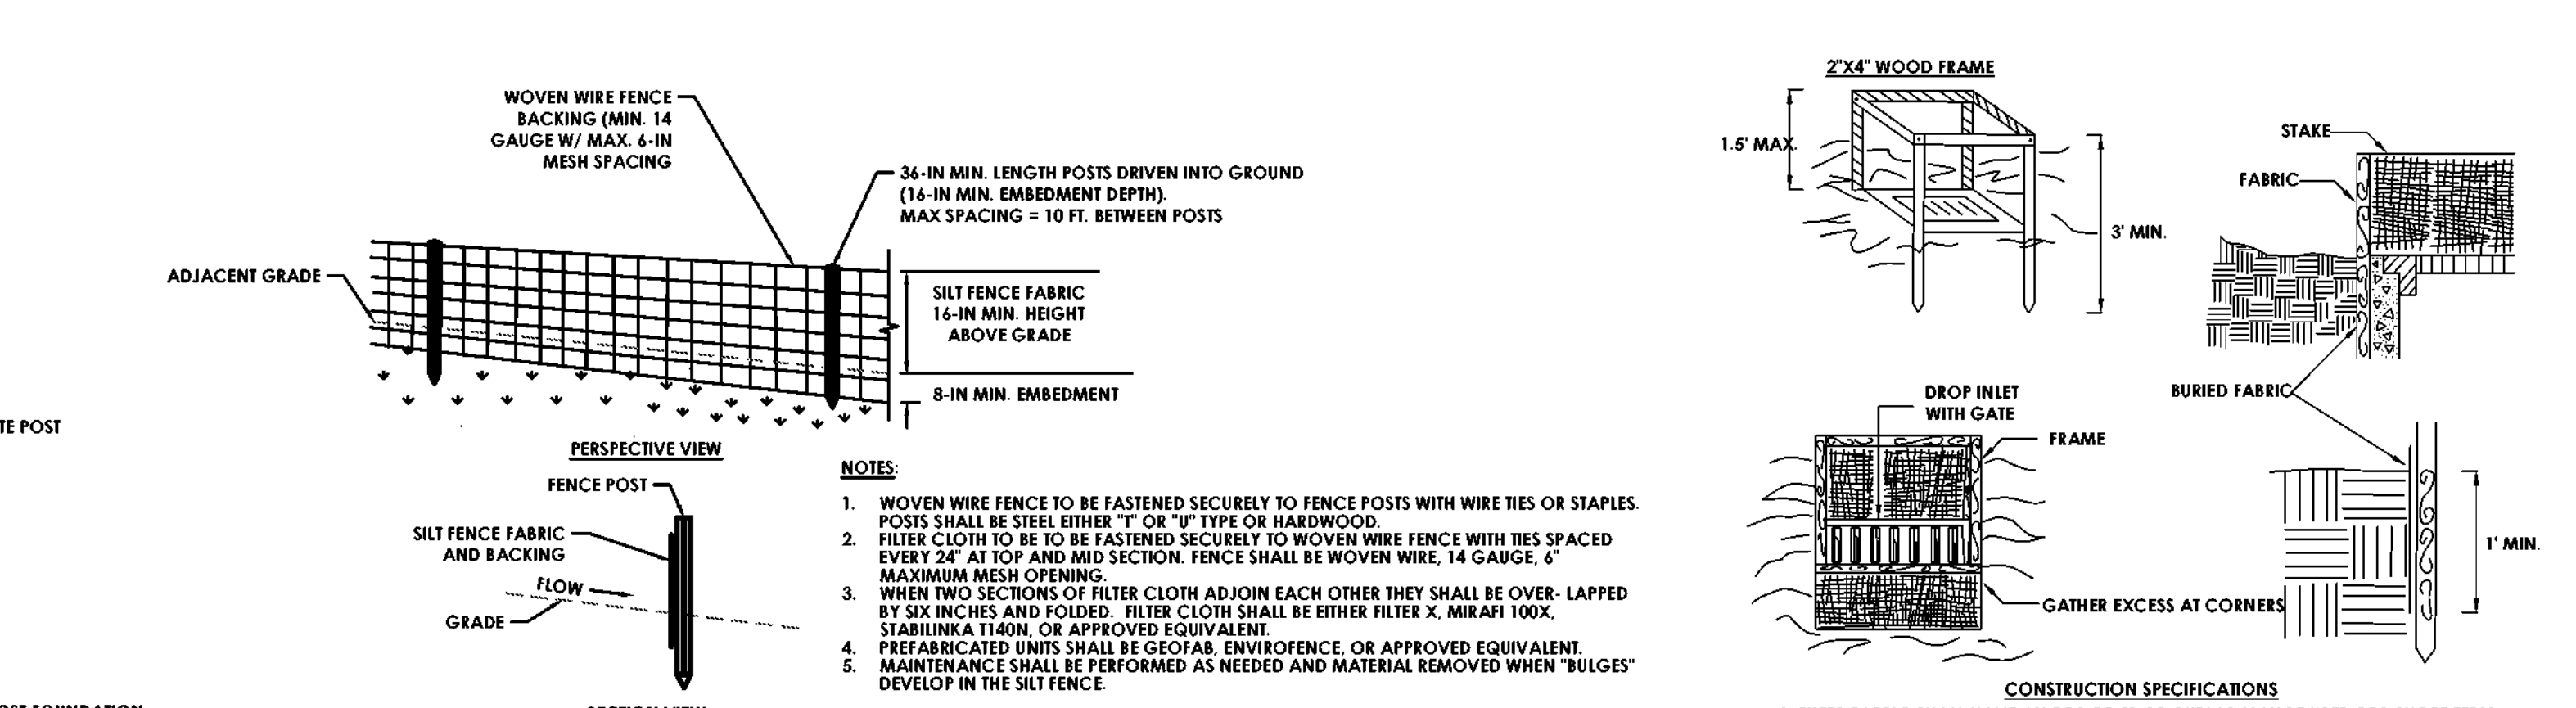 WOVEN WIRE FENCE
BACKING (MIN. 14
GAUGE W/ MAX. 6-IN
MESH SPACING
36-IN MIN. LENGTH POSTS DRIVEN INTO GROUND
(16-IN MIN. EMBEDMENT DEPTH).
MAX SPACING = 10 FT. BETWEEN POSTS
ADJACENT GRADE
SILT FENCE FABRIC
16-IN MIN. HEIGHT
ABOVE GRADE
8-IN MIN. EMBEDMENT
TE POST
PERSPECTIVE VIEW
FENCE POST
SILT FENCE FABRIC
AND BACKING
FLOW
GRADE
NOTES:
1. WOVEN WIRE FENCE TO BE FASTENED SECURELY TO FENCE POSTS WITH WIRE TIES OR STAPLES.
POSTS SHALL BE STEEL EITHER "T" OR "U" TYPE OR HARDWOOD.
2. FILTER CLOTH TO BE TO BE FASTENED SECURELY TO WOVEN WIRE FENCE WITH TIES SPACED
EVERY 24" AT TOP AND MID SECTION. FENCE SHALL BE WOVEN WIRE, 14 GAUGE, 6"
MAXIMUM MESH OPENING.
3. WHEN TWO SECTIONS OF FILTER CLOTH ADJOIN EACH OTHER THEY SHALL BE OVER- LAPPED
BY SIX INCHES AND FOLDED. FILTER CLOTH SHALL BE EITHER FILTER X, MIRAFI 100X,
STABILINKA T140N, OR APPROVED EQUIVALENT.
4. PREFABRICATED UNITS SHALL BE GEOFAB, ENVIROFENCE, OR APPROVED EQUIVALENT.
5. MAINTENANCE SHALL BE PERFORMED AS NEEDED AND MATERIAL REMOVED WHEN "BULGES"
DEVELOP IN THE SILT FENCE.
2"X4" WOOD FRAME
1.5' MAX.
3' MIN.
STAKE
FABRIC
BURIED FABRIC
DROP INLET
WITH GATE
FRAME
GATHER EXCESS AT CORNERS
1' MIN.
CONSTRUCTION SPECIFICATIONS